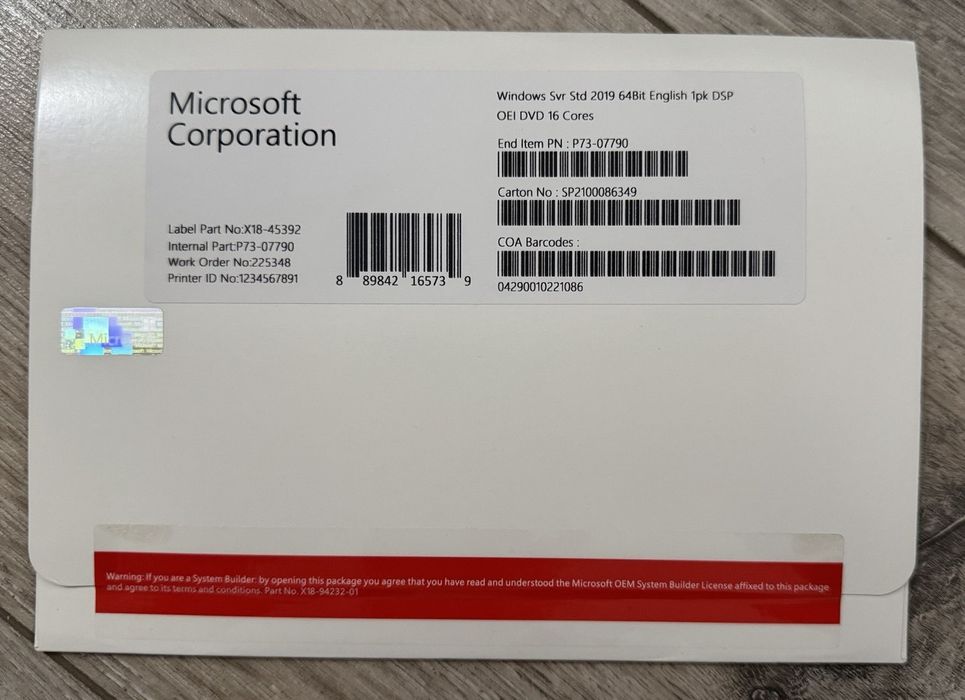 Microsoft
Corporation
Windows Svr Std 2019 64Bit English 1pk DSP
OEI DVD 16 Cores
End Item PN : P73-07790
Carton No : SP2100086349
COA Barcodes :
04290010221086
Label Part No:X18-45392
Internal Part:P73-07790
Work Order No:225348
Printer ID No:1234567891
8 89842 16573 9
Warning: If you are a System Builder: by opening this package you agree that you have read and understood the Microsoft OEM System Builder License affixed to this package
and agree to its terms and conditions. Part No. X18-94232-01